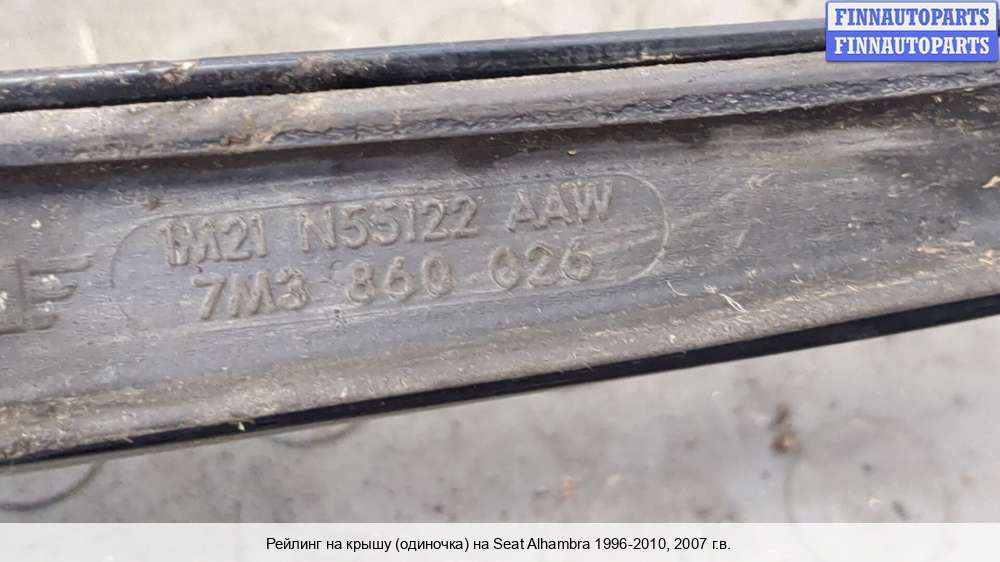 FINNAUTOPARTS
FINNAUTOPARTS
1M21 N55122 AAW
7M3 860 026
Рейлинг на крышу (одиночка) на Seat Alhambra 1996-2010, 2007 г.в.